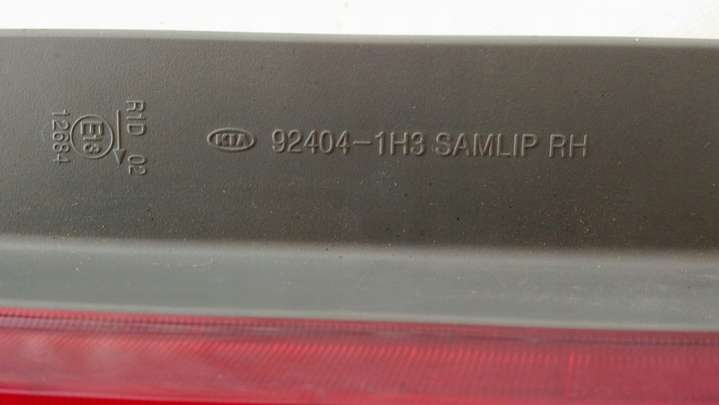 KIA 92404-1H3 SAMLIP RH
R1D 02
E13
12684